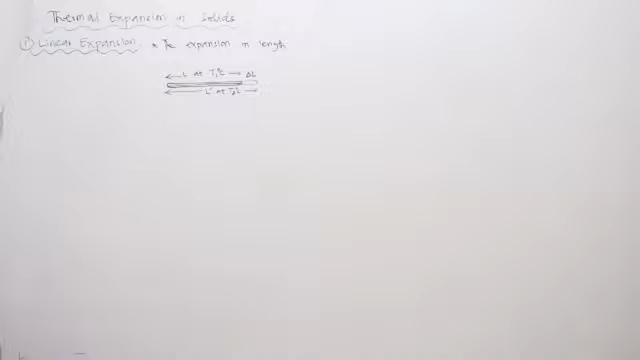 Thermal Expansion in Solids
① Linear Expansion * The expansion in length
L at T₁°C ΔL
L' at T₂°C